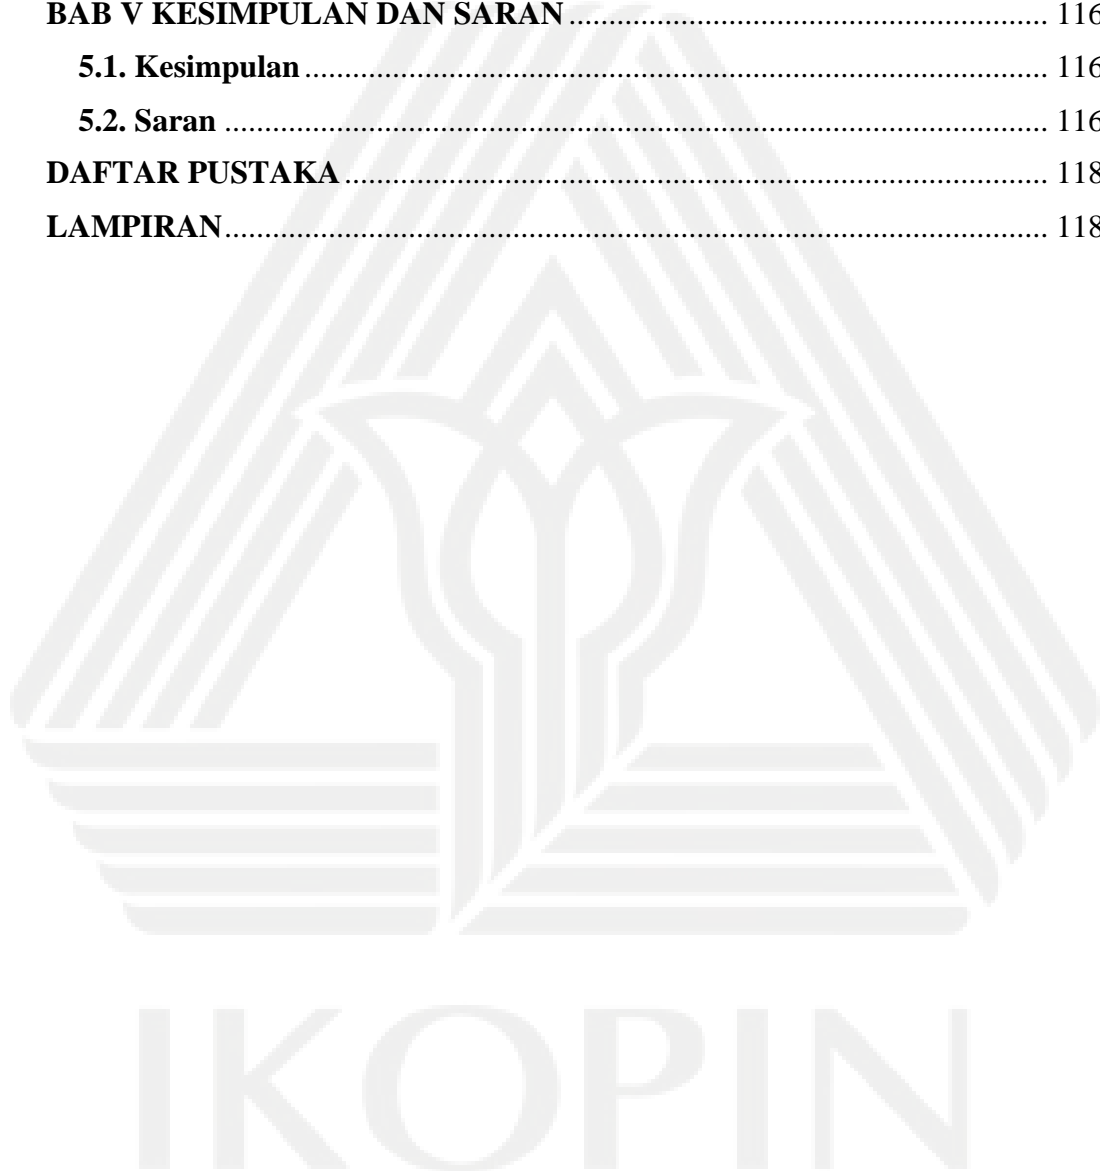 BAB V KESIMPULAN DAN SARAN ........................................................................ 116
5.1. Kesimpulan ........................................................................ 116
5.2. Saran ........................................................................ 116
DAFTAR PUSTAKA ........................................................................ 118
LAMPIRAN ........................................................................ 118
IKOPIN